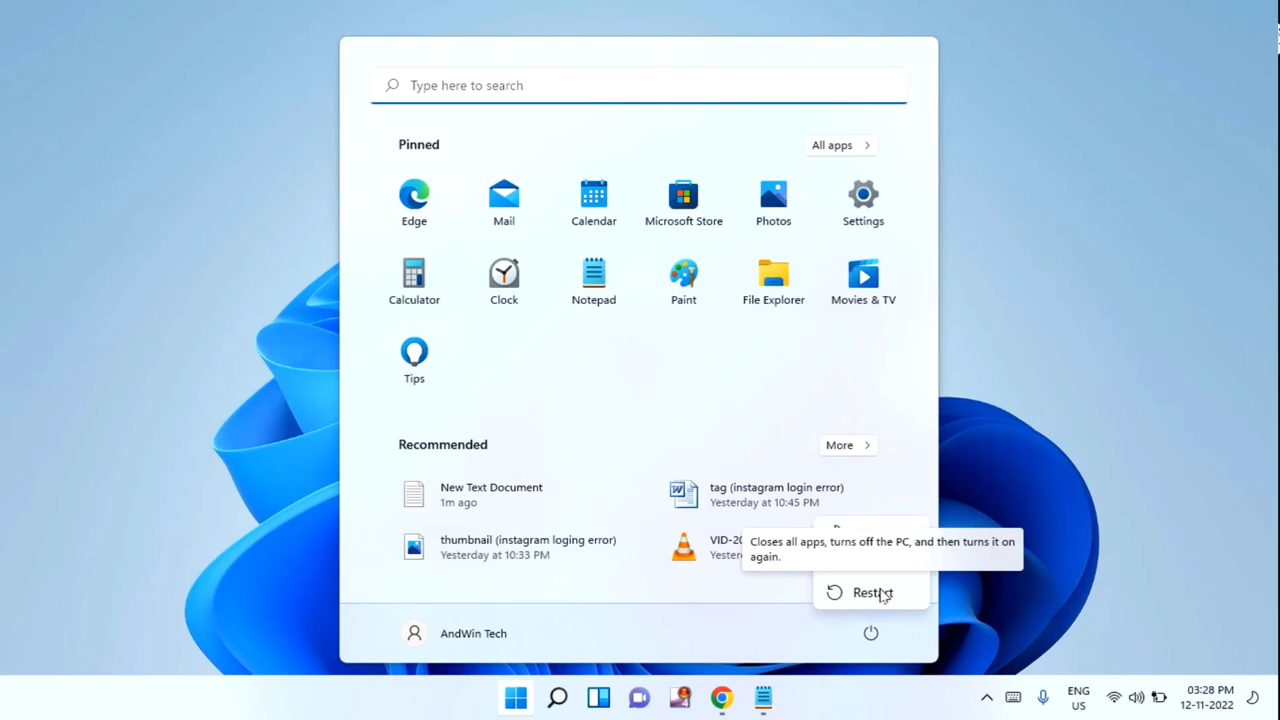 Type here to search
Pinned
All apps
Edge
Mail
Calendar
Microsoft Store
Photos
Settings
Calculator
Clock
Notepad
Paint
File Explorer
Movies & TV
Tips
Recommended
More
New Text Document
1m ago
tag (instagram login error)
Yesterday at 10:45 PM
thumbnail (instagram loging error)
Yesterday at 10:33 PM
VID-20
Yester
Closes all apps, turns off the PC, and then turns it on
again.
Restart
AndWin Tech
ENG
US
03:28 PM
12-11-2022